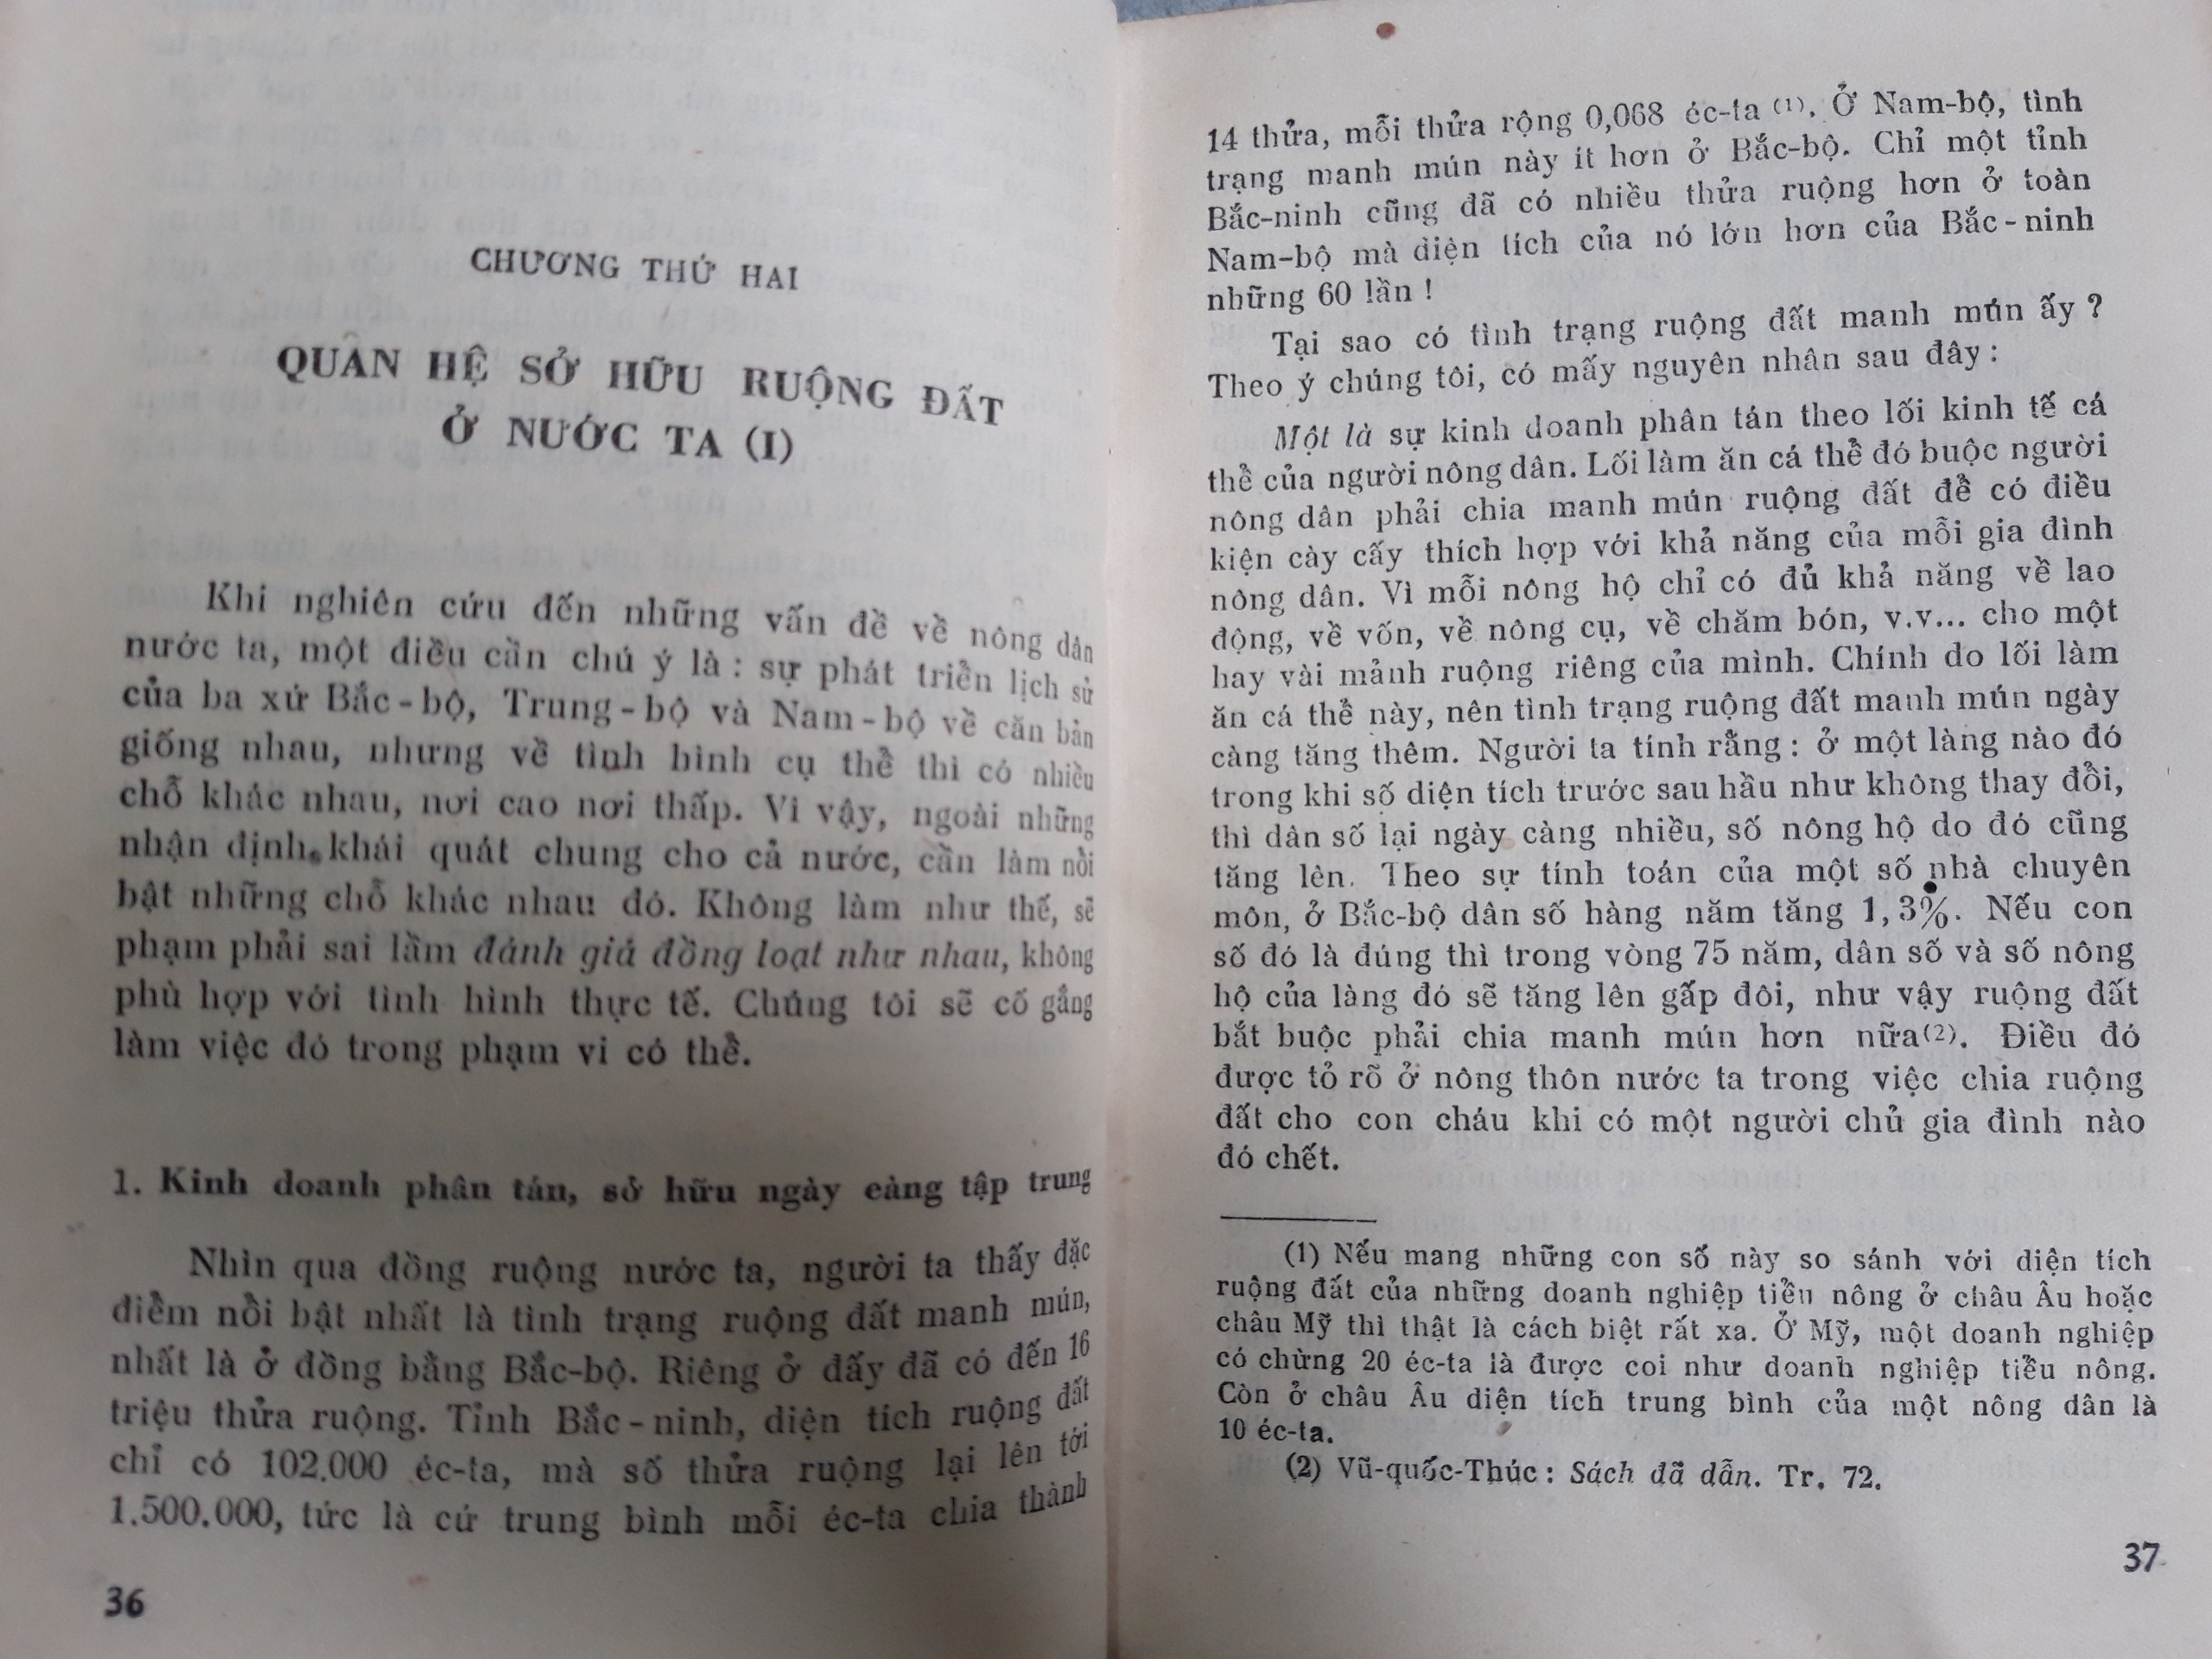 CHƯƠNG THỨ HAI
QUAN HỆ SỞ HỮU RUỘNG ĐẤT
Ở NƯỚC TA (I)
Khi nghiên cứu đến những vấn đề về nông dân
nước ta, một điều cần chú ý là : sự phát triển lịch sử
của ba xứ Bắc-bộ, Trung-bộ và Nam-bộ về căn bản
giống nhau, nhưng về tình hình cụ thể thì có nhiều
chỗ khác nhau, nơi cao nơi thấp. Vì vậy, ngoài những
nhận định khái quát chung cho cả nước, cần làm nổi
bật những chỗ khác nhau đó. Không làm như thế, sẽ
phạm phải sai lầm đánh giá đồng loạt như nhau, không
phù hợp với tình hình thực tế. Chúng tôi sẽ cố gắng
làm việc đó trong phạm vi có thể.
1. Kinh doanh phân tán, sở hữu ngày càng tập trung
Nhìn qua đồng ruộng nước ta, người ta thấy đặc
điểm nổi bật nhất là tình trạng ruộng đất manh mún,
nhất là ở đồng bằng Bắc-bộ. Riêng ở đấy đã có đến 16
triệu thửa ruộng. Tỉnh Bắc-ninh, diện tích ruộng đất
chỉ có 102.000 éc-ta, mà số thửa ruộng lại lên tới
1.500.000, tức là cứ trung bình mỗi éc-ta chia thành
36
14 thửa, mỗi thửa rộng 0,068 éc-ta (1). Ở Nam-bộ, tình
trạng manh mún này ít hơn ở Bắc-bộ. Chỉ một tỉnh
Bắc-ninh cũng đã có nhiều thửa ruộng hơn ở toàn
Nam-bộ mà diện tích của nó lớn hơn của Bắc-ninh
những 60 lần !
Tại sao có tình trạng ruộng đất manh mún ấy ?
Theo ý chúng tôi, có mấy nguyên nhân sau đây :
Một là sự kinh doanh phân tán theo lối kinh tế cá
thể của người nông dân. Lối làm ăn cá thể đó buộc người
nông dân phải chia manh mún ruộng đất để có điều
kiện cày cấy thích hợp với khả năng của mỗi gia đình
nông dân. Vì mỗi nông hộ chỉ có đủ khả năng về lao
động, về vốn, về nông cụ, về chăm bón, v.v... cho một
hay vài mảnh ruộng riêng của mình. Chính do lối làm
ăn cá thể này, nên tình trạng ruộng đất manh mún ngày
càng tăng thêm. Người ta tính rằng : ở một làng nào đó
trong khi số diện tích trước sau hầu như không thay đổi,
thì dân số lại ngày càng nhiều, số nông hộ do đó cũng
tăng lên. Theo sự tính toán của một số nhà chuyên
môn, ở Bắc-bộ dân số hàng năm tăng 1,3%. Nếu con
số đó là đúng thì trong vòng 75 năm, dân số và số nông
hộ của làng đó sẽ tăng lên gấp đôi, như vậy ruộng đất
bắt buộc phải chia manh mún hơn nữa(2). Điều đó
được tỏ rõ ở nông thôn nước ta trong việc chia ruộng
đất cho con cháu khi có một người chủ gia đình nào
đó chết.
(1) Nếu mang những con số này so sánh với diện tích
ruộng đất của những doanh nghiệp tiểu nông ở châu Âu hoặc
châu Mỹ thì thật là cách biệt rất xa. Ở Mỹ, một doanh nghiệp
có chừng 20 éc-ta là được coi như doanh nghiệp tiểu nông.
Còn ở châu Âu diện tích trung bình của một nông dân là
10 éc-ta.
(2) Vũ-quốc-Thúc : Sách đã dẫn. Tr. 72.
37